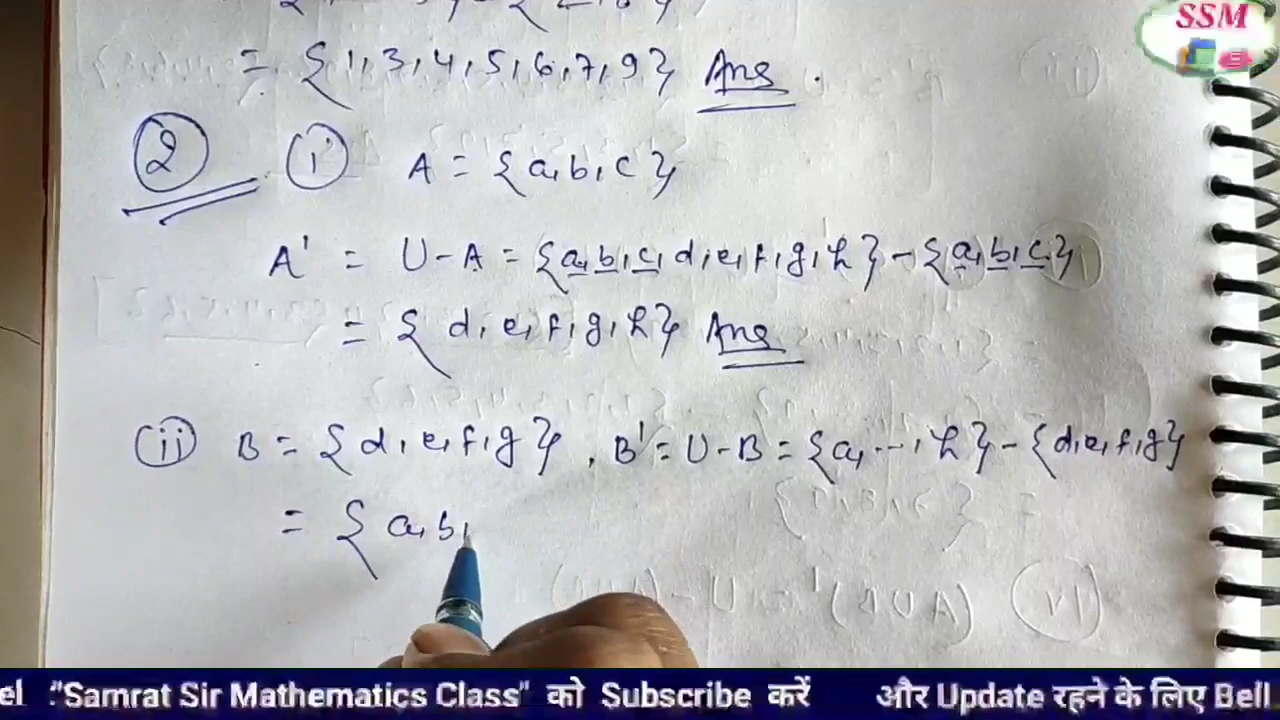 SSM
= {1, 3, 4, 5, 6, 7, 9} Ans.
(2) (i) A = {a, b, c}
A' = U - A = {a, b, c, d, e, f, g, h} - {a, b, c}
= {d, e, f, g, h} Ans
(ii) B = {d, e, f, g}, B' = U - B = {a, ..., h} - {d, e, f, g}
= {a, b,
el :"Samrat Sir Mathematics Class" को Subscribe करें और Update रहने के लिए Bell